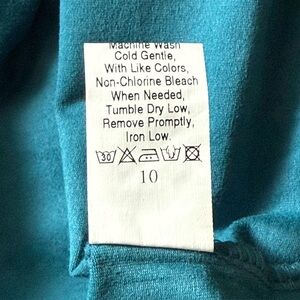 Machine Wash
Cold Gentle,
With Like Colors,
Non-Chlorine Bleach
When Needed,
Tumble Dry Low,
Remove Promptly,
Iron Low.
10